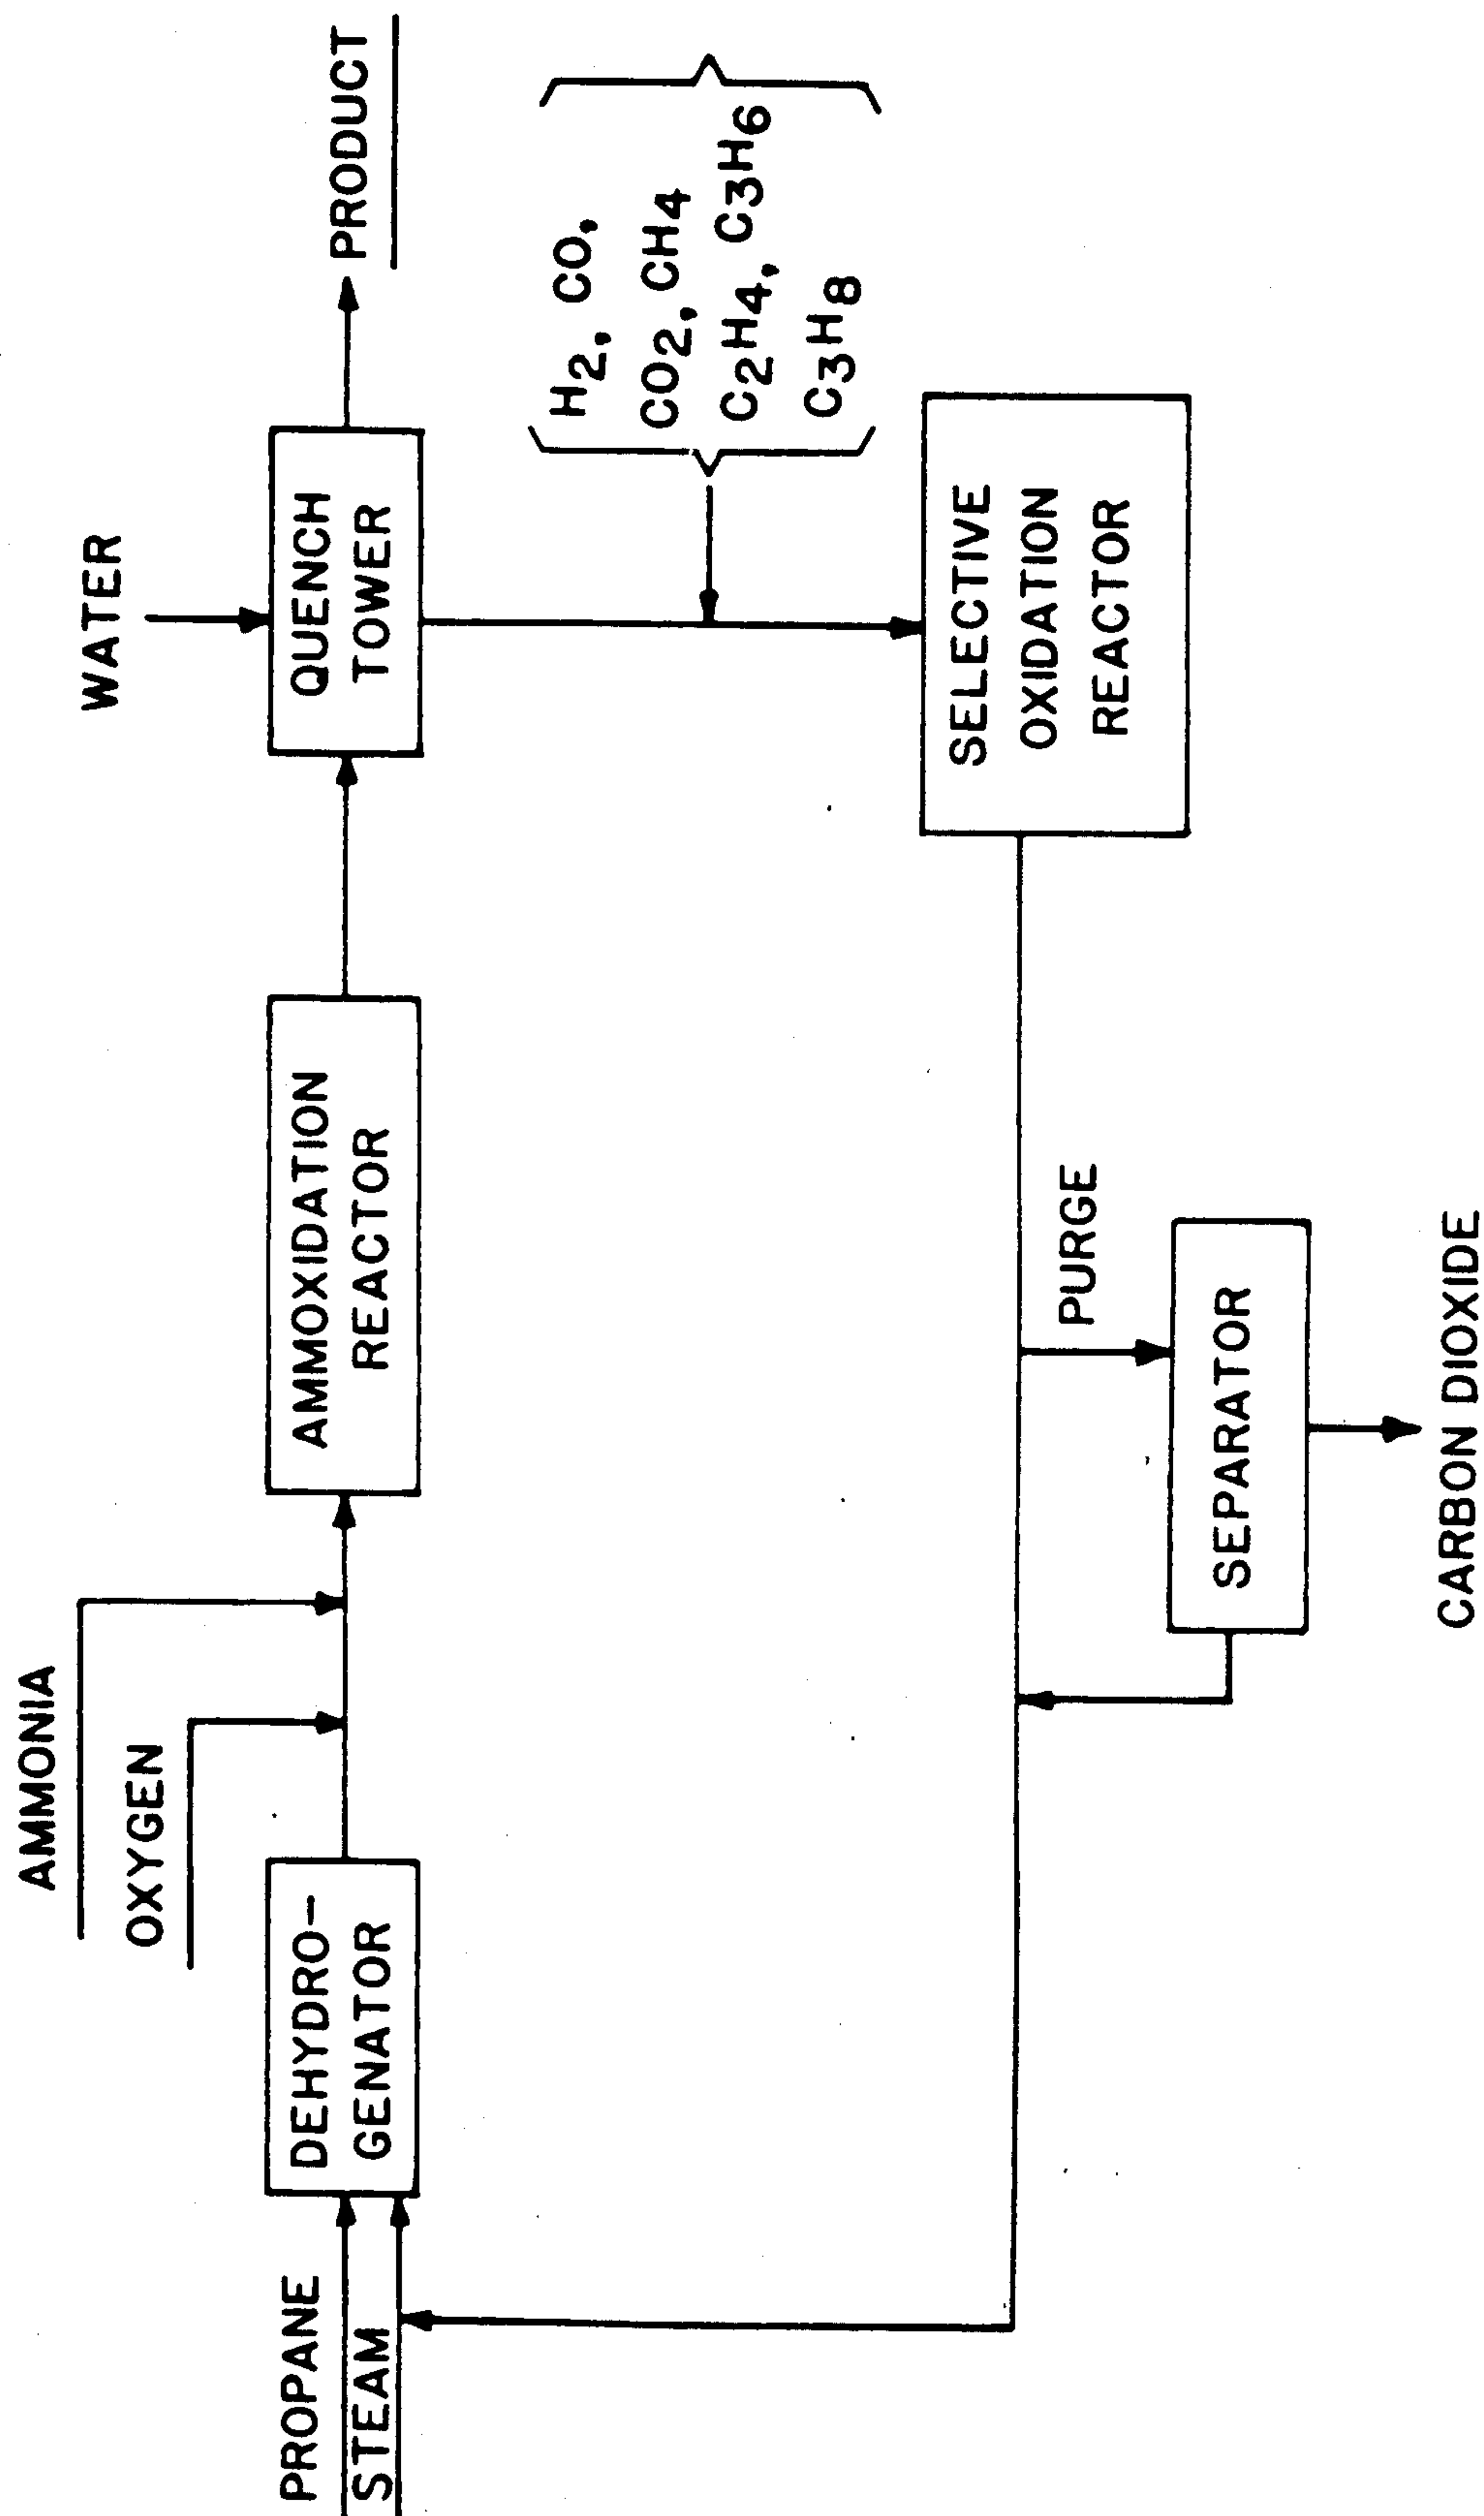 AMMONIA
OXYGEN
WATER
PROPANE
STEAM
DEHYDRO-
GENATOR
AMMOXIDATION
REACTOR
QUENCH
TOWER
PRODUCT
H2, CO,
CO2, CH4
C2H4, C3H6
C3H8
SELECTIVE
OXIDATION
REACTOR
PURGE
SEPARATOR
CARBON DIOXIDE